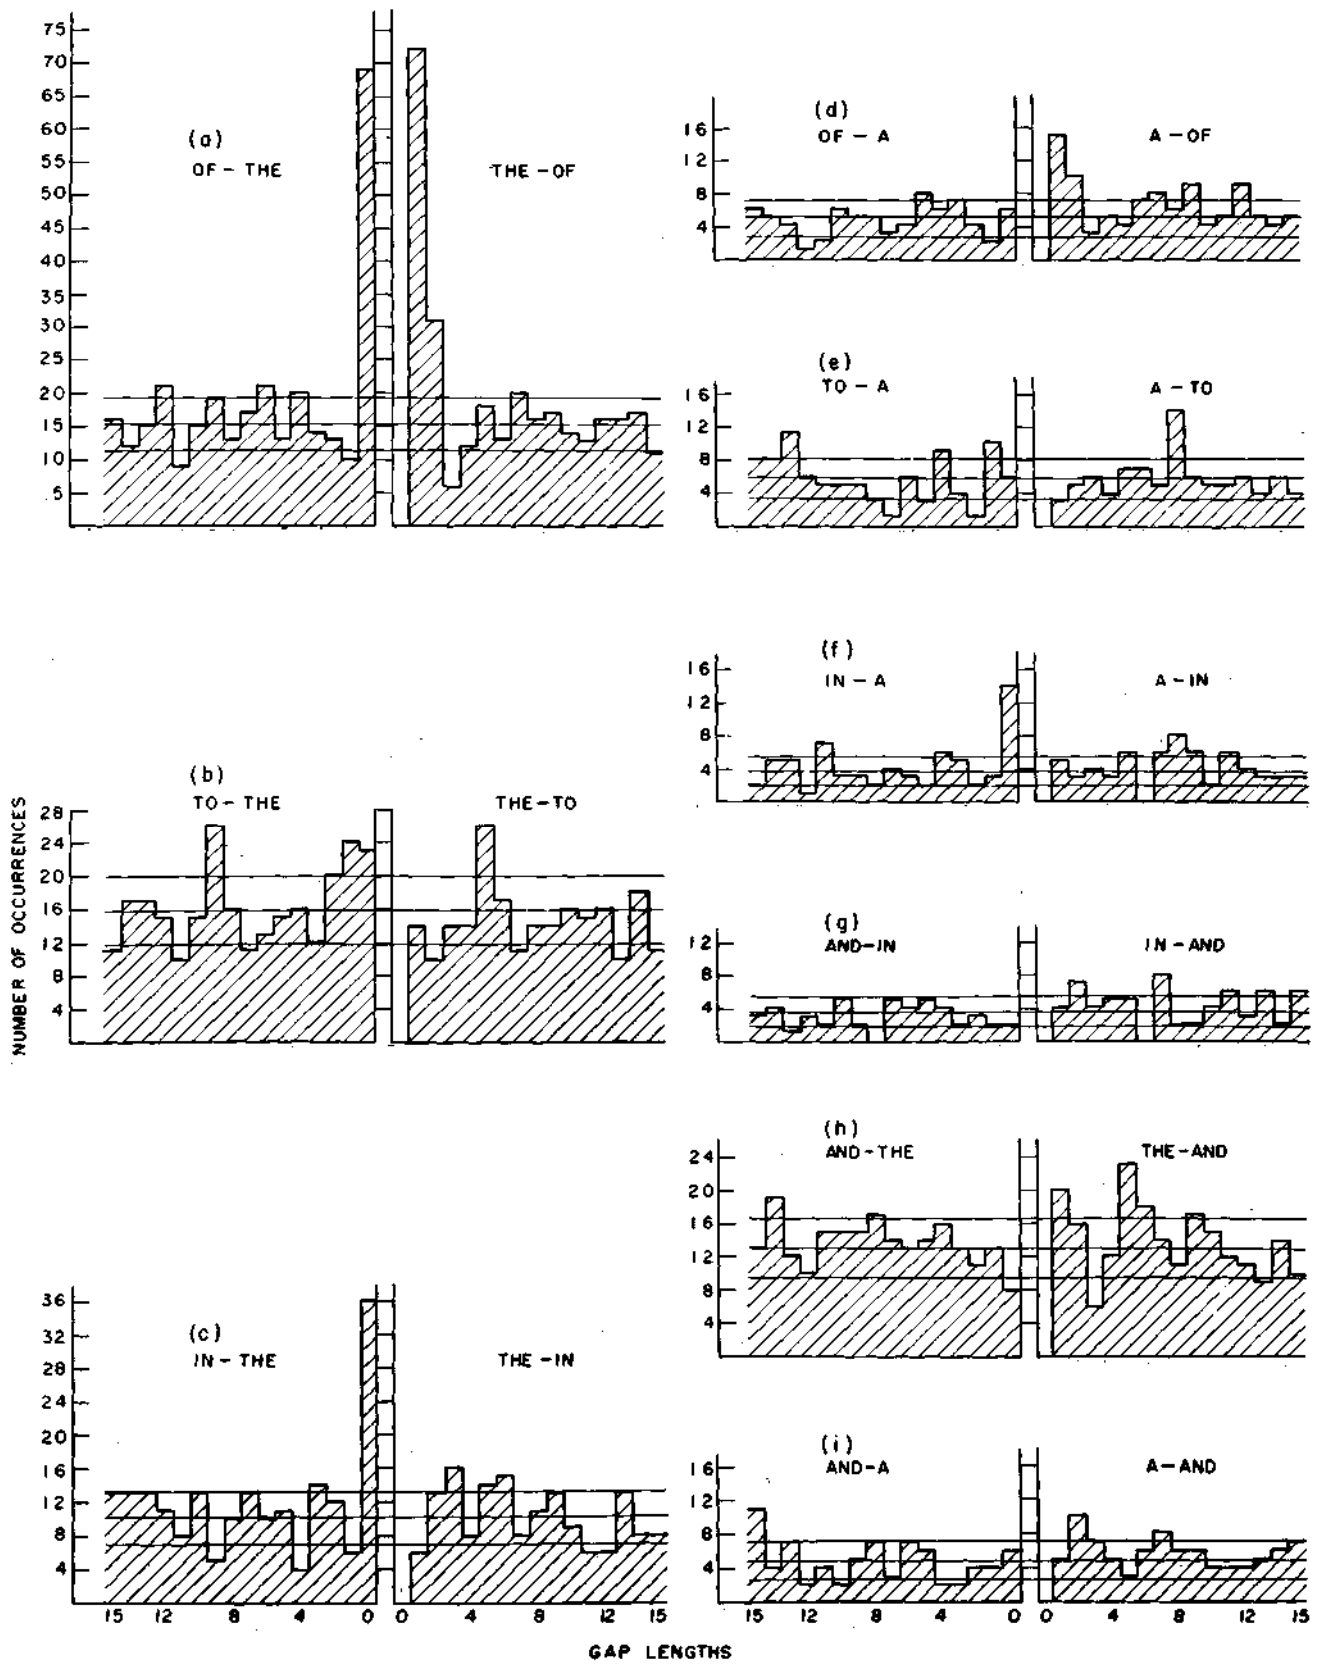 (a)
OF – THE
THE – OF
75
70
65
60
55
50
45
40
35
30
25
20
15
10
5
(b)
TO – THE
THE – TO
28
24
20
16
12
8
4
(c)
IN – THE
THE – IN
36
32
28
24
20
16
12
8
4
15 12 8 4 0 0 4 8 12 15
(d)
OF – A
A – OF
16
12
8
4
(e)
TO – A
A – TO
16
12
8
4
(f)
IN – A
A – IN
16
12
8
4
(g)
AND–IN
IN – AND
12
8
4
(h)
AND–THE
THE–AND
24
20
16
12
8
4
(i)
AND–A
A–AND
16
12
8
4
15 12 8 4 0 0 4 8 12 15
NUMBER OF OCCURRENCES
GAP LENGTHS